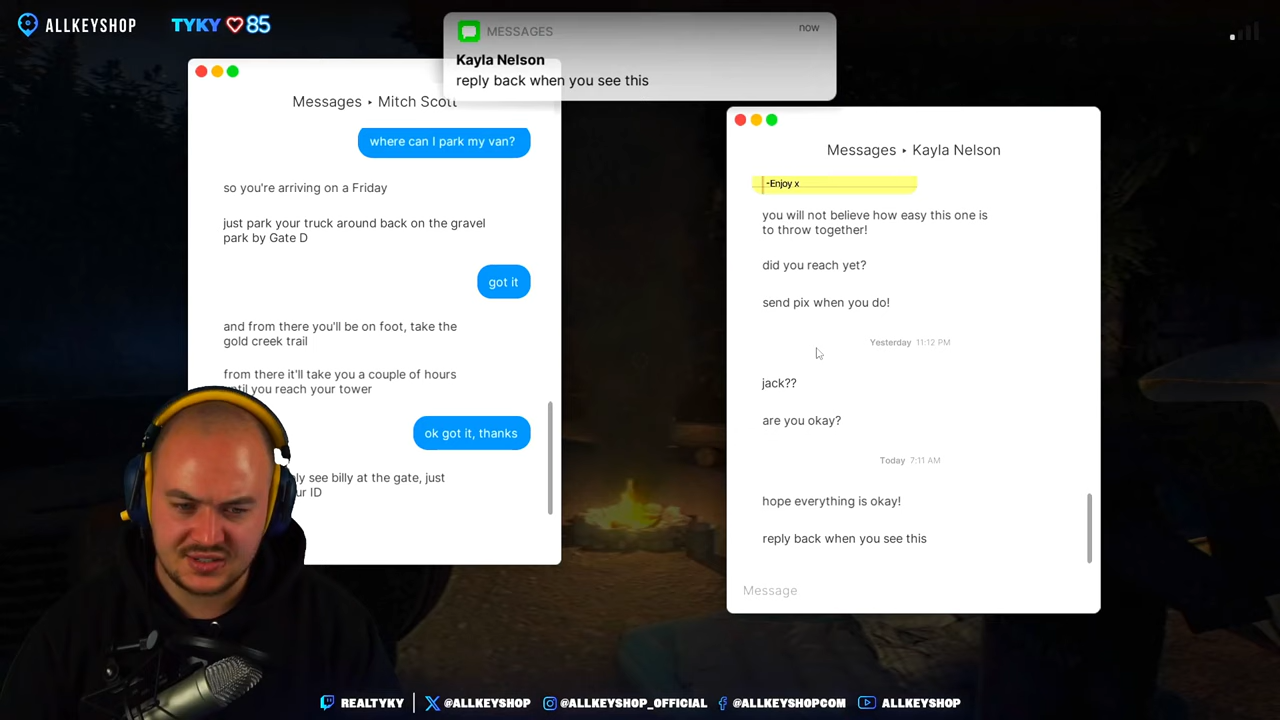 ALLKEYSHOP
TYKY 85
MESSAGES
now
Kayla Nelson
reply back when you see this
Messages ▸ Mitch Scott
where can I park my van?
so you're arriving on a Friday
just park your truck around back on the gravel
park by Gate D
got it
and from there you'll be on foot, take the
gold creek trail
from there it'll take you a couple of hours
until you reach your tower
ok got it, thanks
see billy at the gate, just
ID
Messages ▸ Kayla Nelson
-Enjoy x
you will not believe how easy this one is
to throw together!
did you reach yet?
send pix when you do!
Yesterday 11:12 PM
jack??
are you okay?
Today 7:11 AM
hope everything is okay!
reply back when you see this
Message
REALTYKY
@ALLKEYSHOP
@ALLKEYSHOP_OFFICIAL
@ALLKEYSHOPCOM
ALLKEYSHOP